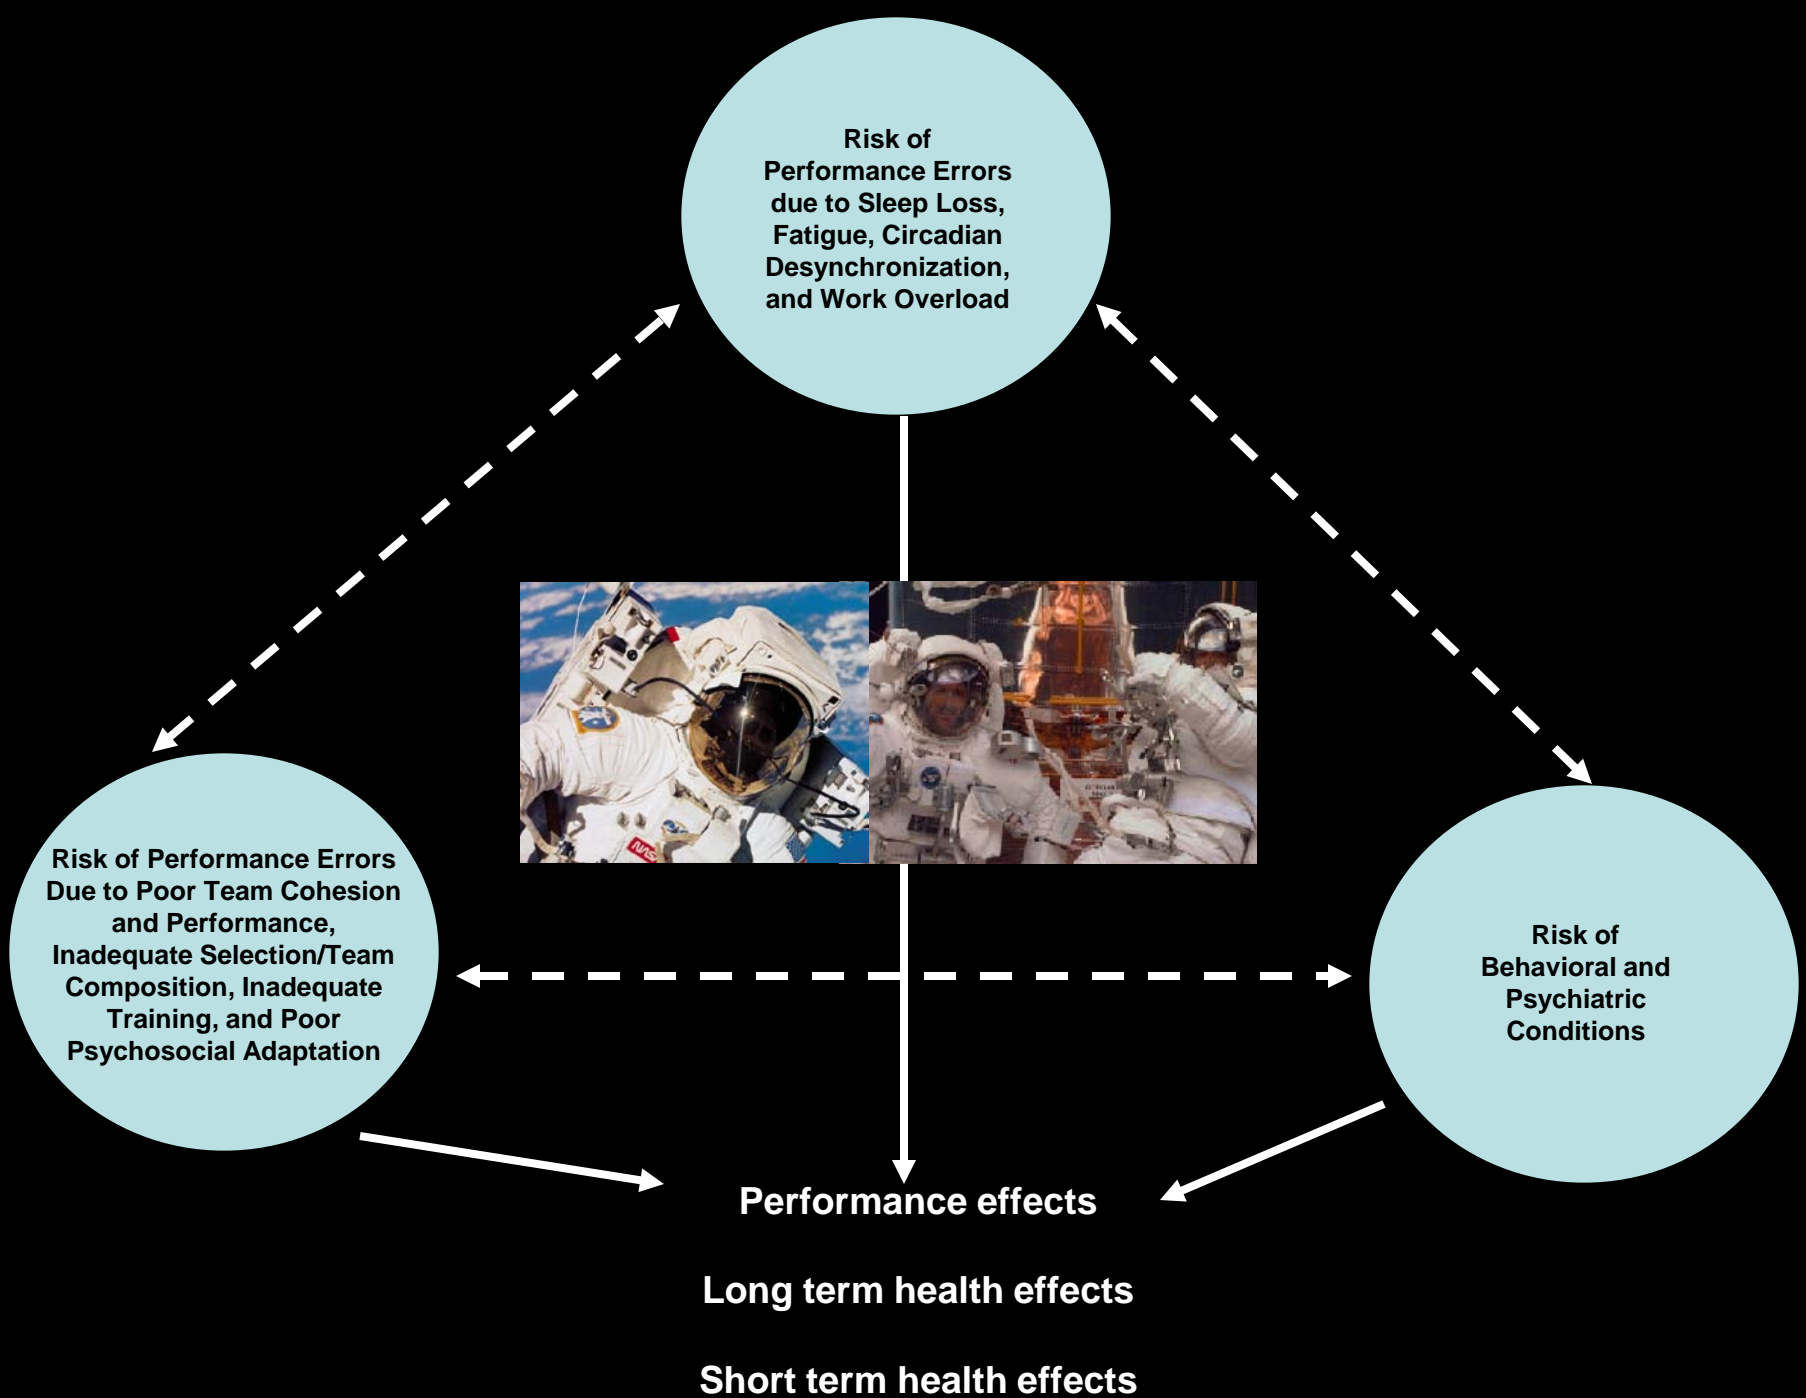 Risk of
Performance Errors
due to Sleep Loss,
Fatigue, Circadian
Desynchronization,
and Work Overload
NASA
Risk of Performance Errors
Due to Poor Team Cohesion
and Performance,
Inadequate Selection/Team
Composition, Inadequate
Training, and Poor
Psychosocial Adaptation
Risk of
Behavioral and
Psychiatric
Conditions
Performance effects
Long term health effects
Short term health effects